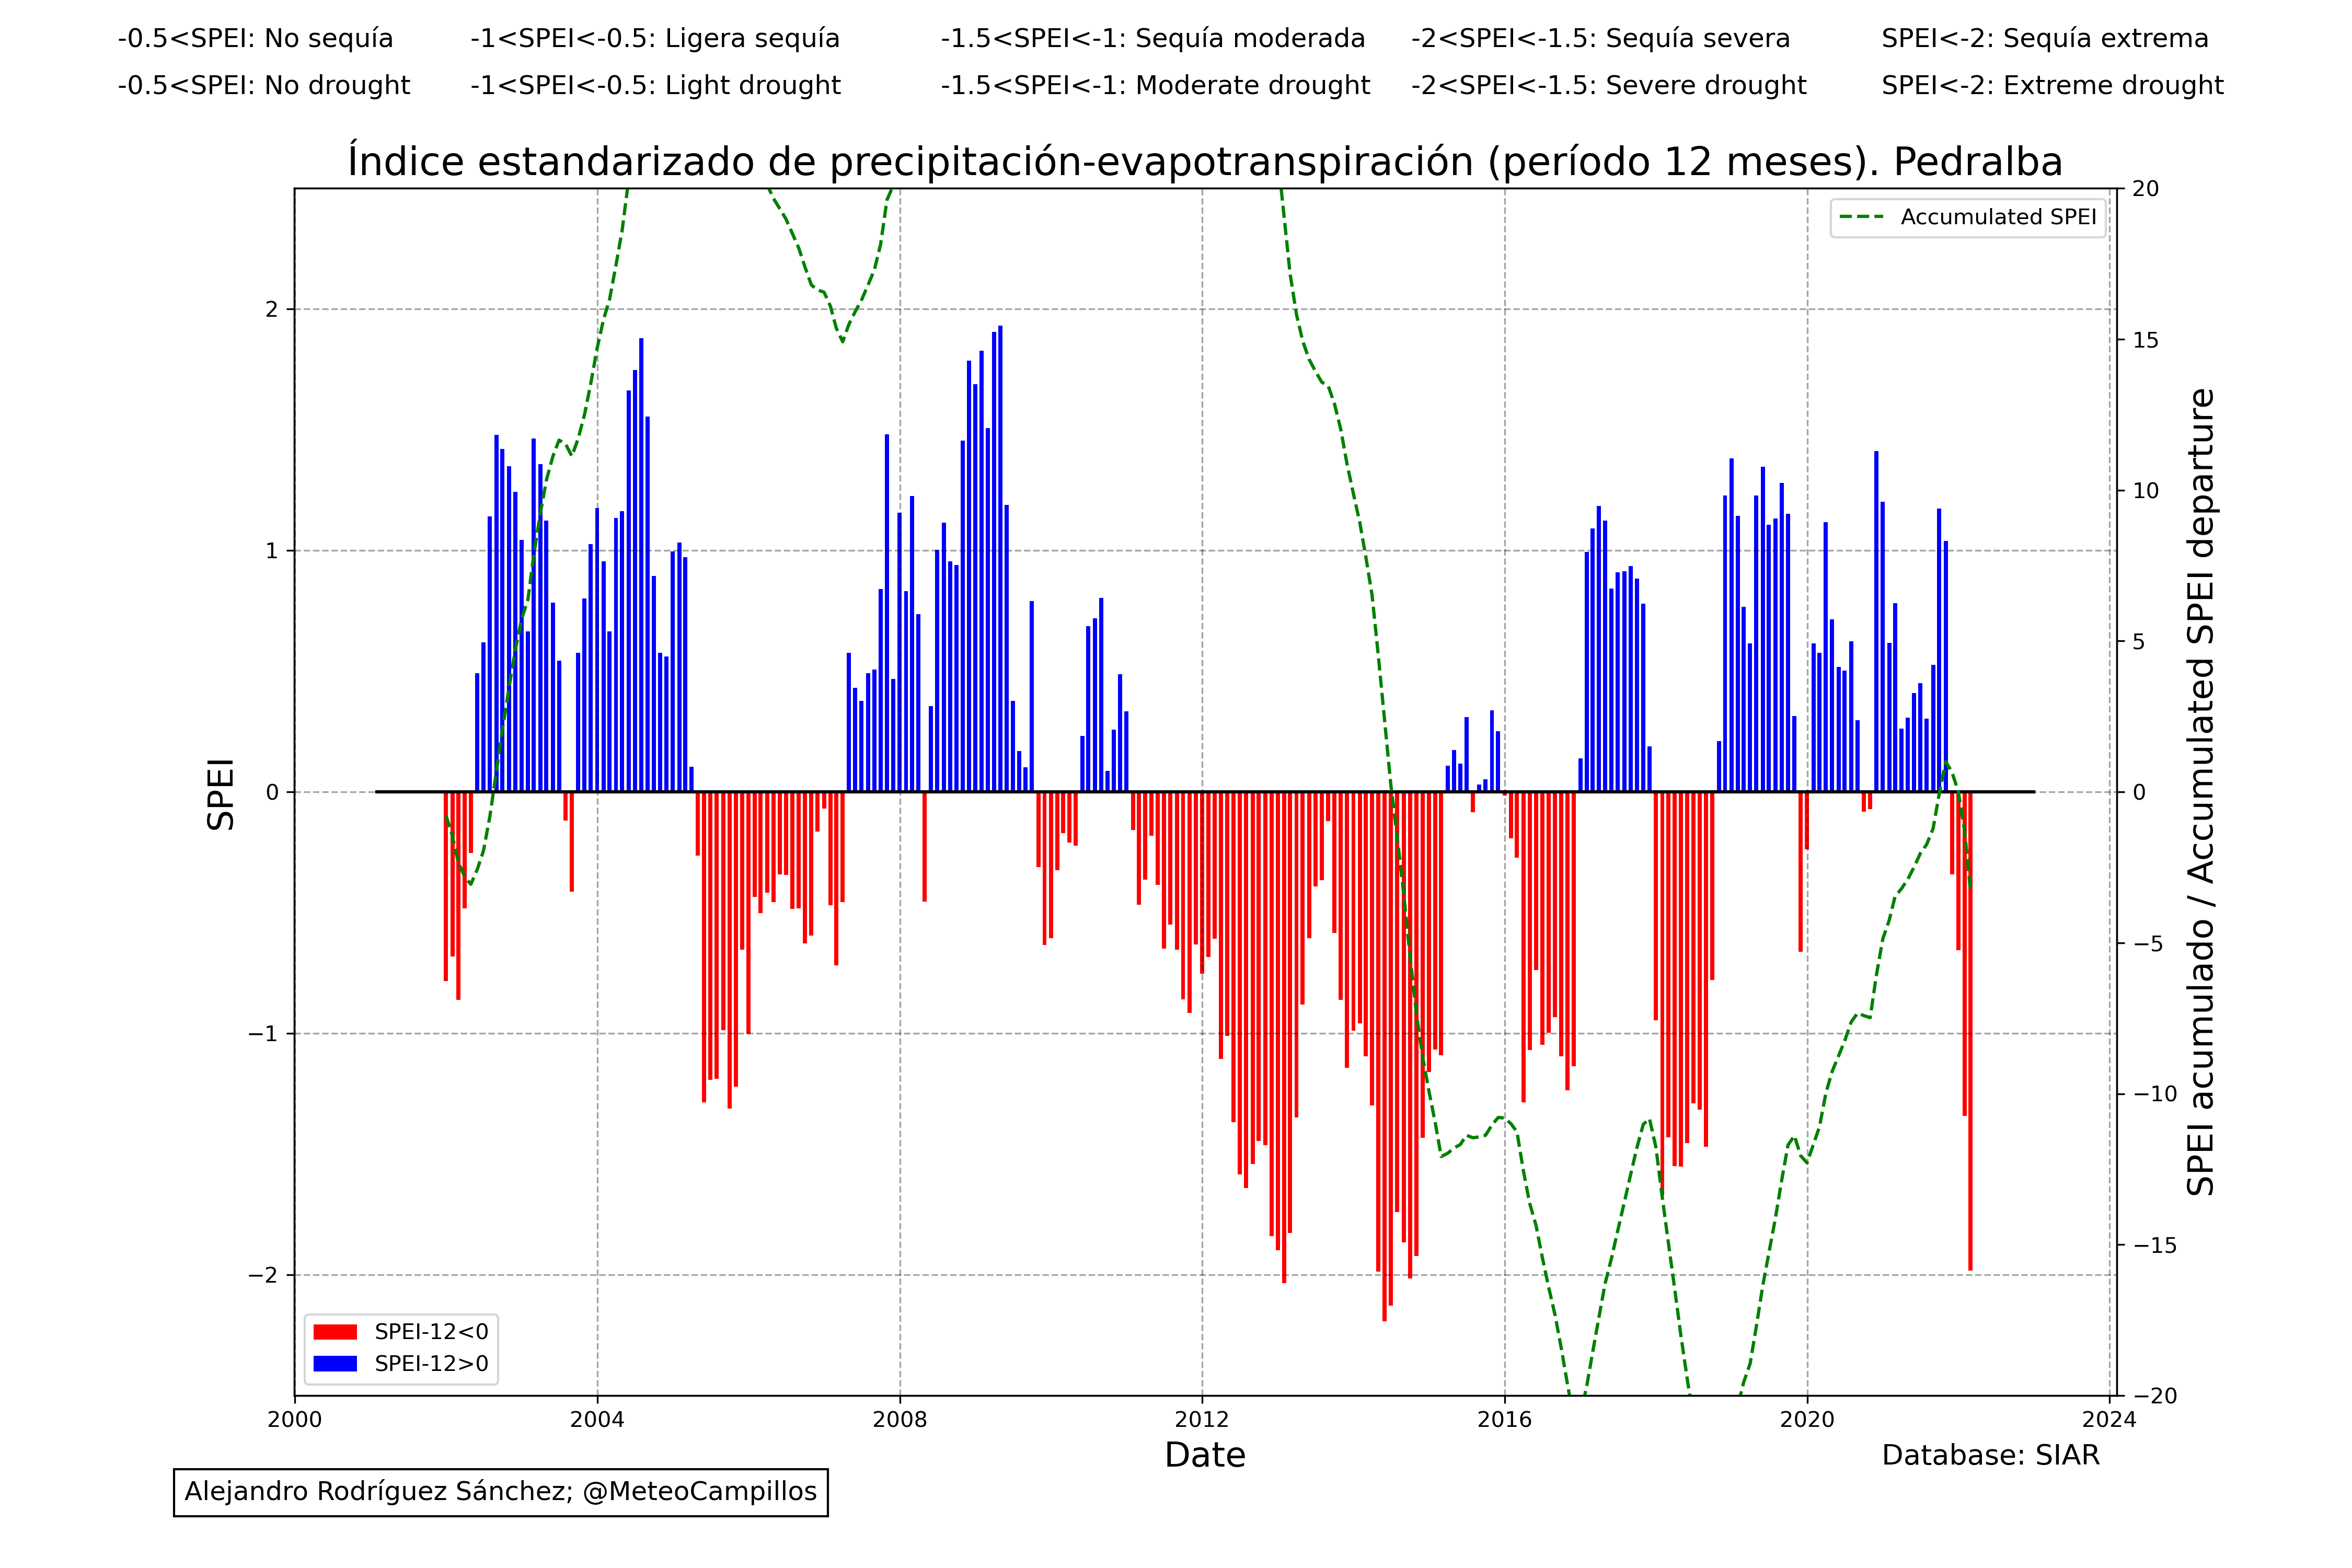 -0.5<SPEI: No sequía -1<SPEI<-0.5: Ligera sequía -1.5<SPEI<-1: Sequía moderada -2<SPEI<-1.5: Sequía severa SPEI<-2: Sequía extrema
-0.5<SPEI: No drought -1<SPEI<-0.5: Light drought -1.5<SPEI<-1: Moderate drought -2<SPEI<-1.5: Severe drought SPEI<-2: Extreme drought
Índice estandarizado de precipitación-evapotranspiración (período 12 meses). Pedralba
Accumulated SPEI
SPEI
2
1
0
−1
−2
20
15
10
5
0
−5
−10
−15
−20
SPEI acumulado / Accumulated SPEI departure
SPEI-12<0
SPEI-12>0
2000 2004 2008 2012 2016 2020 2024
Date
Database: SIAR
Alejandro Rodríguez Sánchez; @MeteoCampillos